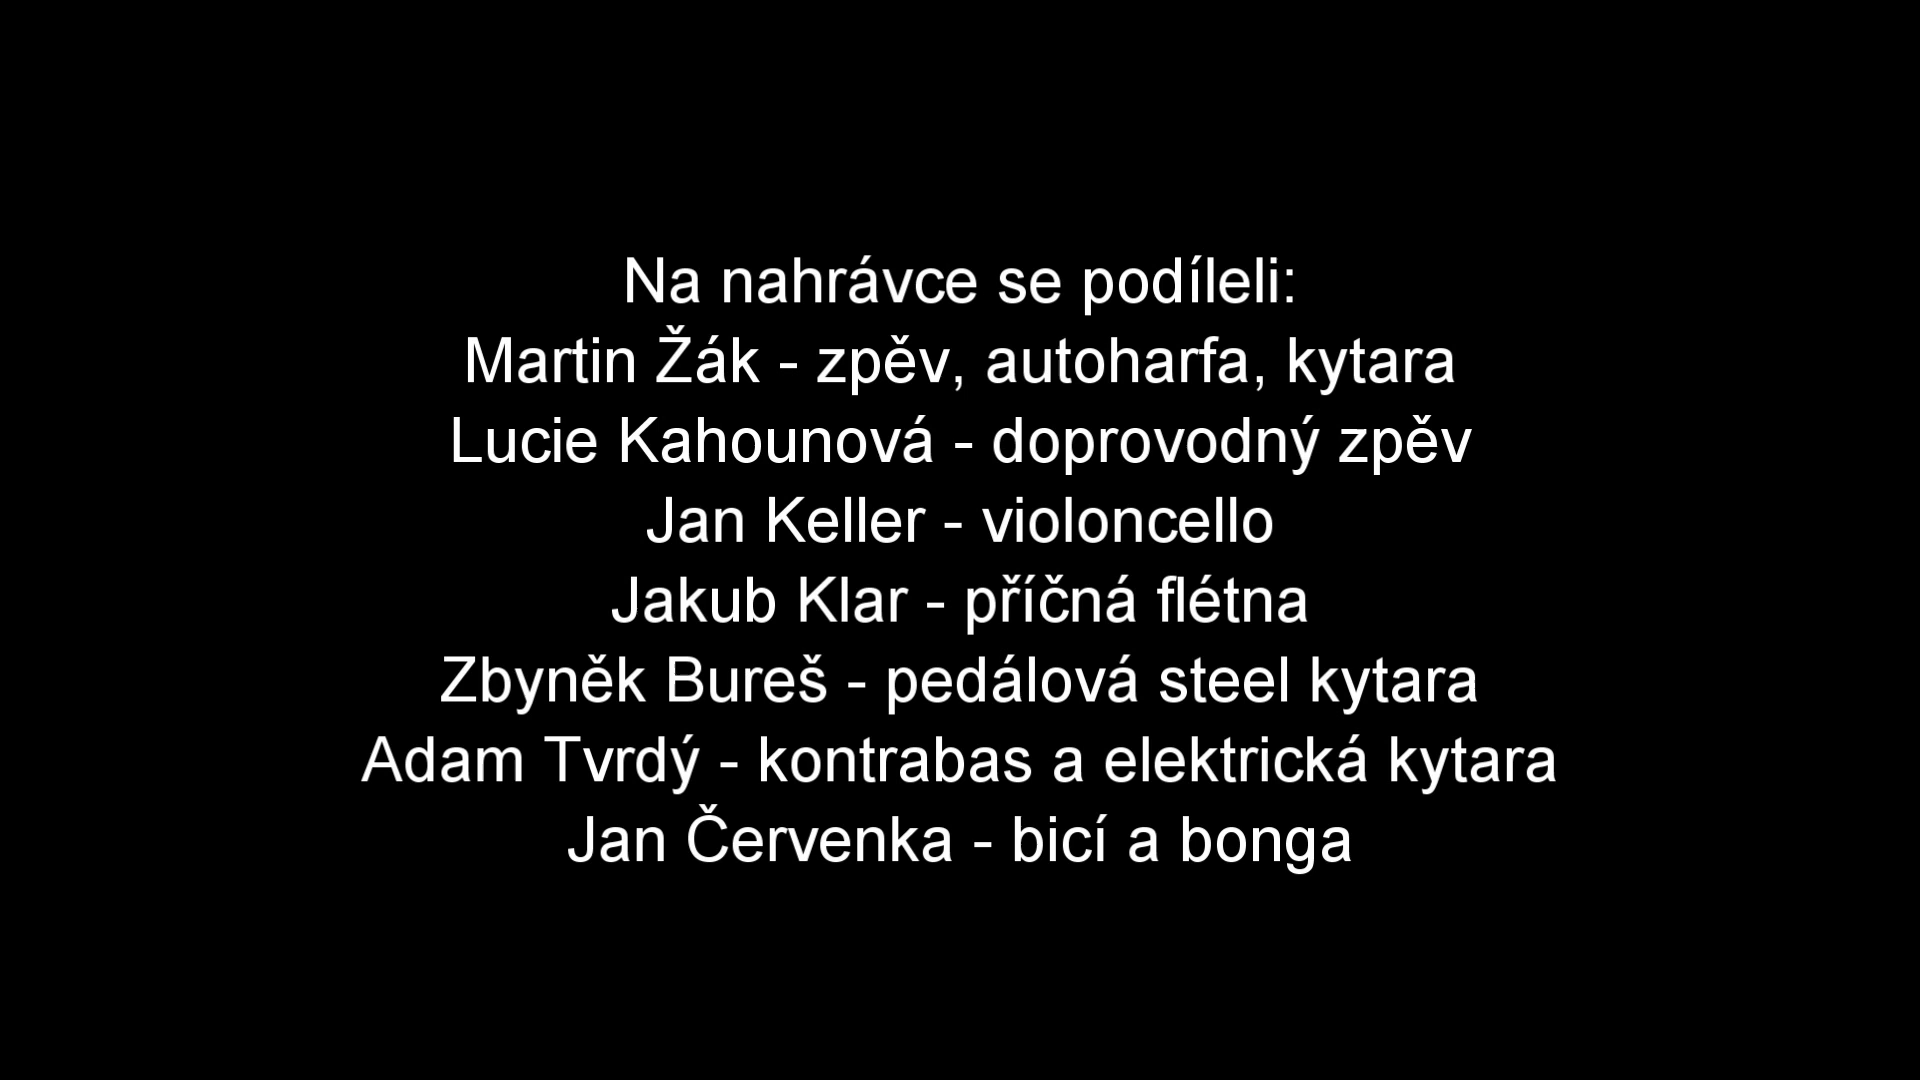 Na nahrávce se podíleli:
Martin Žák - zpěv, autoharfa, kytara
Lucie Kahounová - doprovodný zpěv
Jan Keller - violoncello
Jakub Klar - příčná flétna
Zbyněk Bureš - pedálová steel kytara
Adam Tvrdý - kontrabas a elektrická kytara
Jan Červenka - bicí a bonga